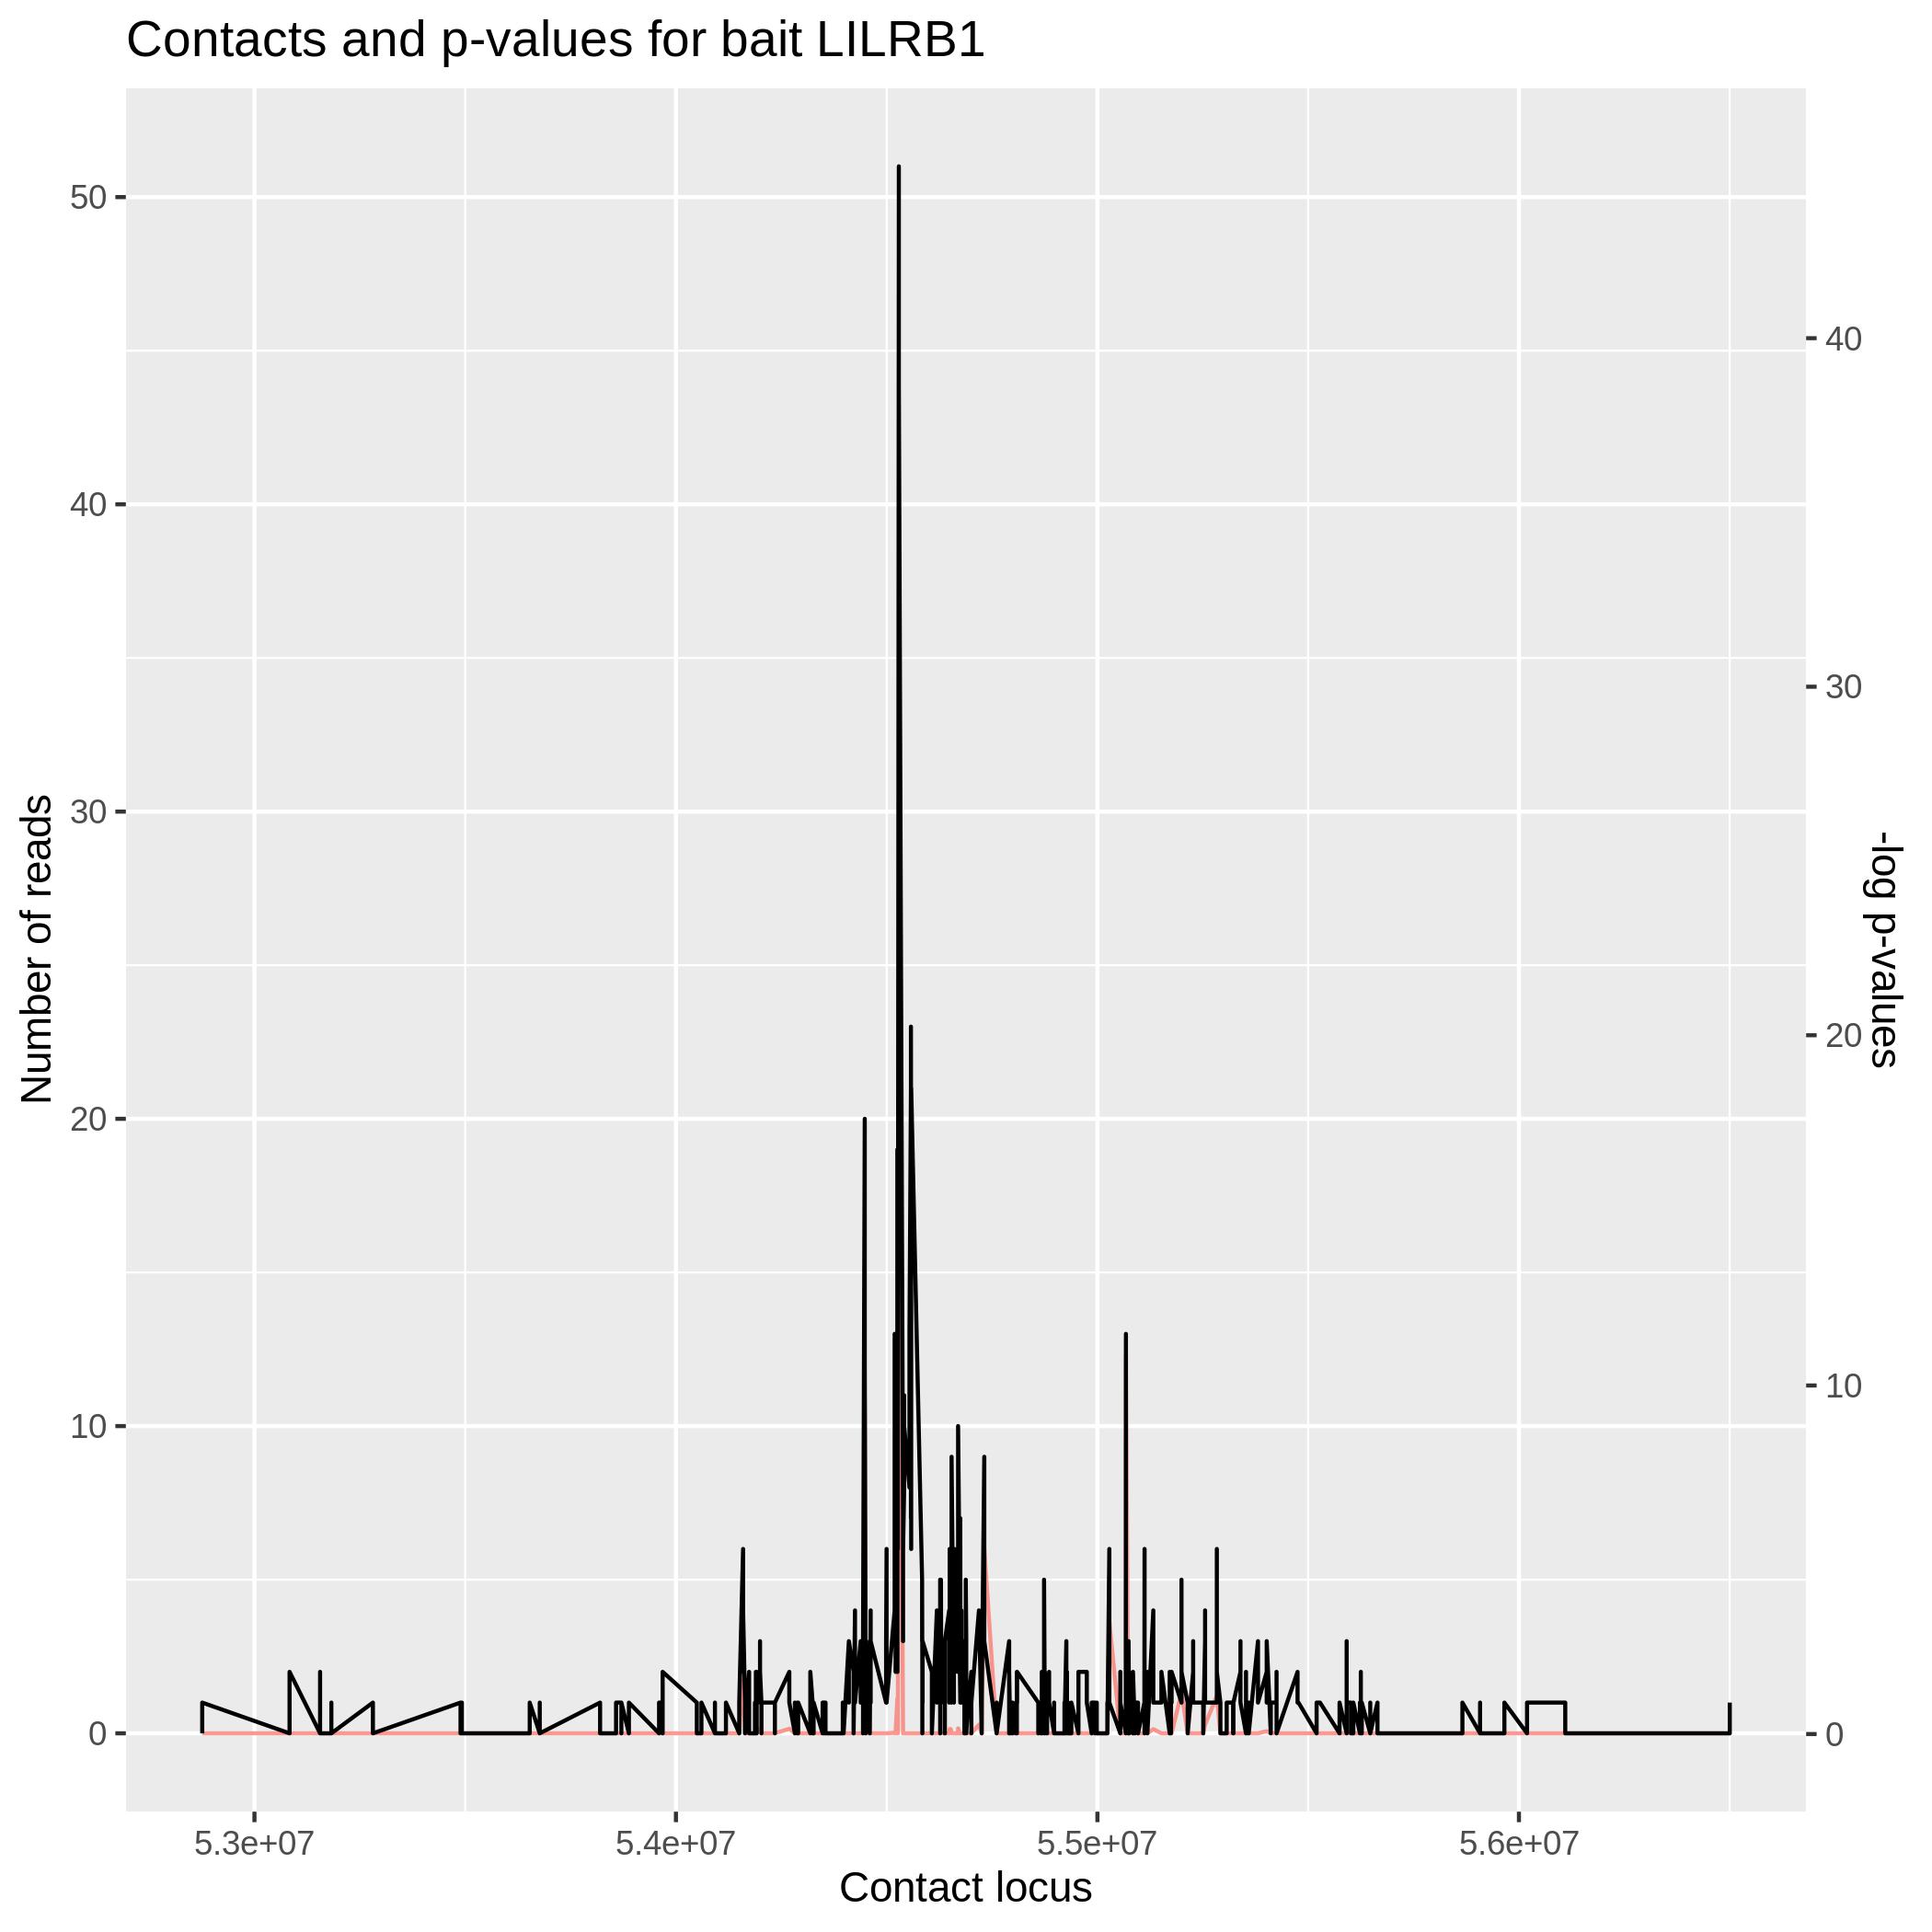 Contacts and p-values for bait LILRB1
50
40
30
20
10
0
Number of reads
40
30
20
10
0
-log p-values
5.3e+07
5.4e+07
5.5e+07
5.6e+07
Contact locus